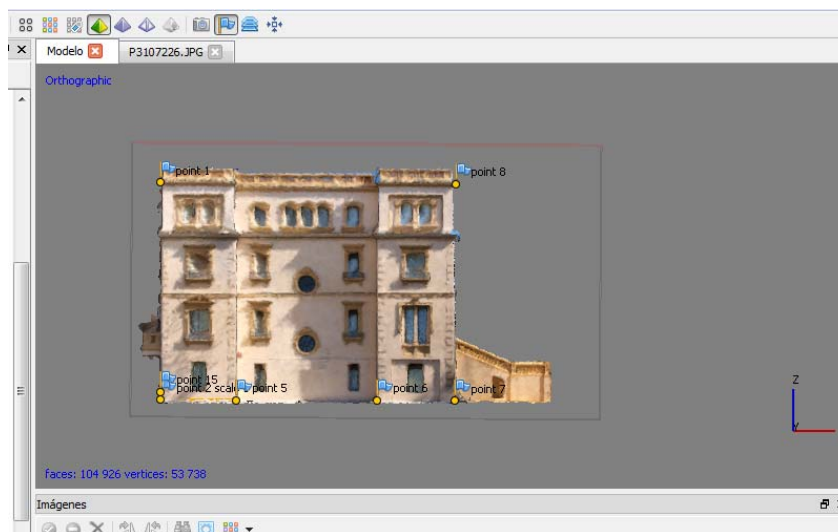 Modelo P3107226.JPG
Orthographic
point 1 point 8
point 15
point 2 scale point 5 point 6 point 7
Z
Y
faces: 104 926 vertices: 53 738
Imágenes